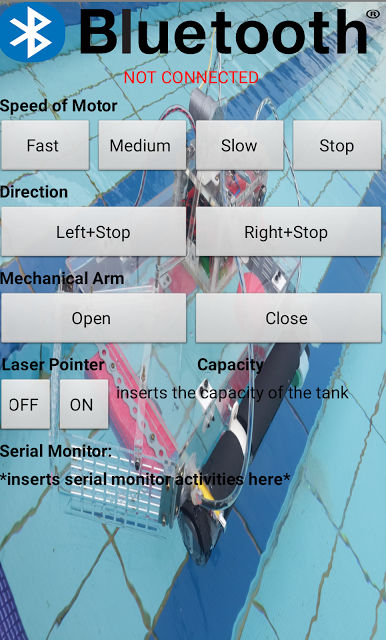 Bluetooth®
NOT CONNECTED
Speed of Motor
Fast Medium Slow Stop
Direction
Left+Stop Right+Stop
Mechanical Arm
Open Close
Laser Pointer Capacity
OFF ON inserts the capacity of the tank
Serial Monitor:
*inserts serial monitor activities here*